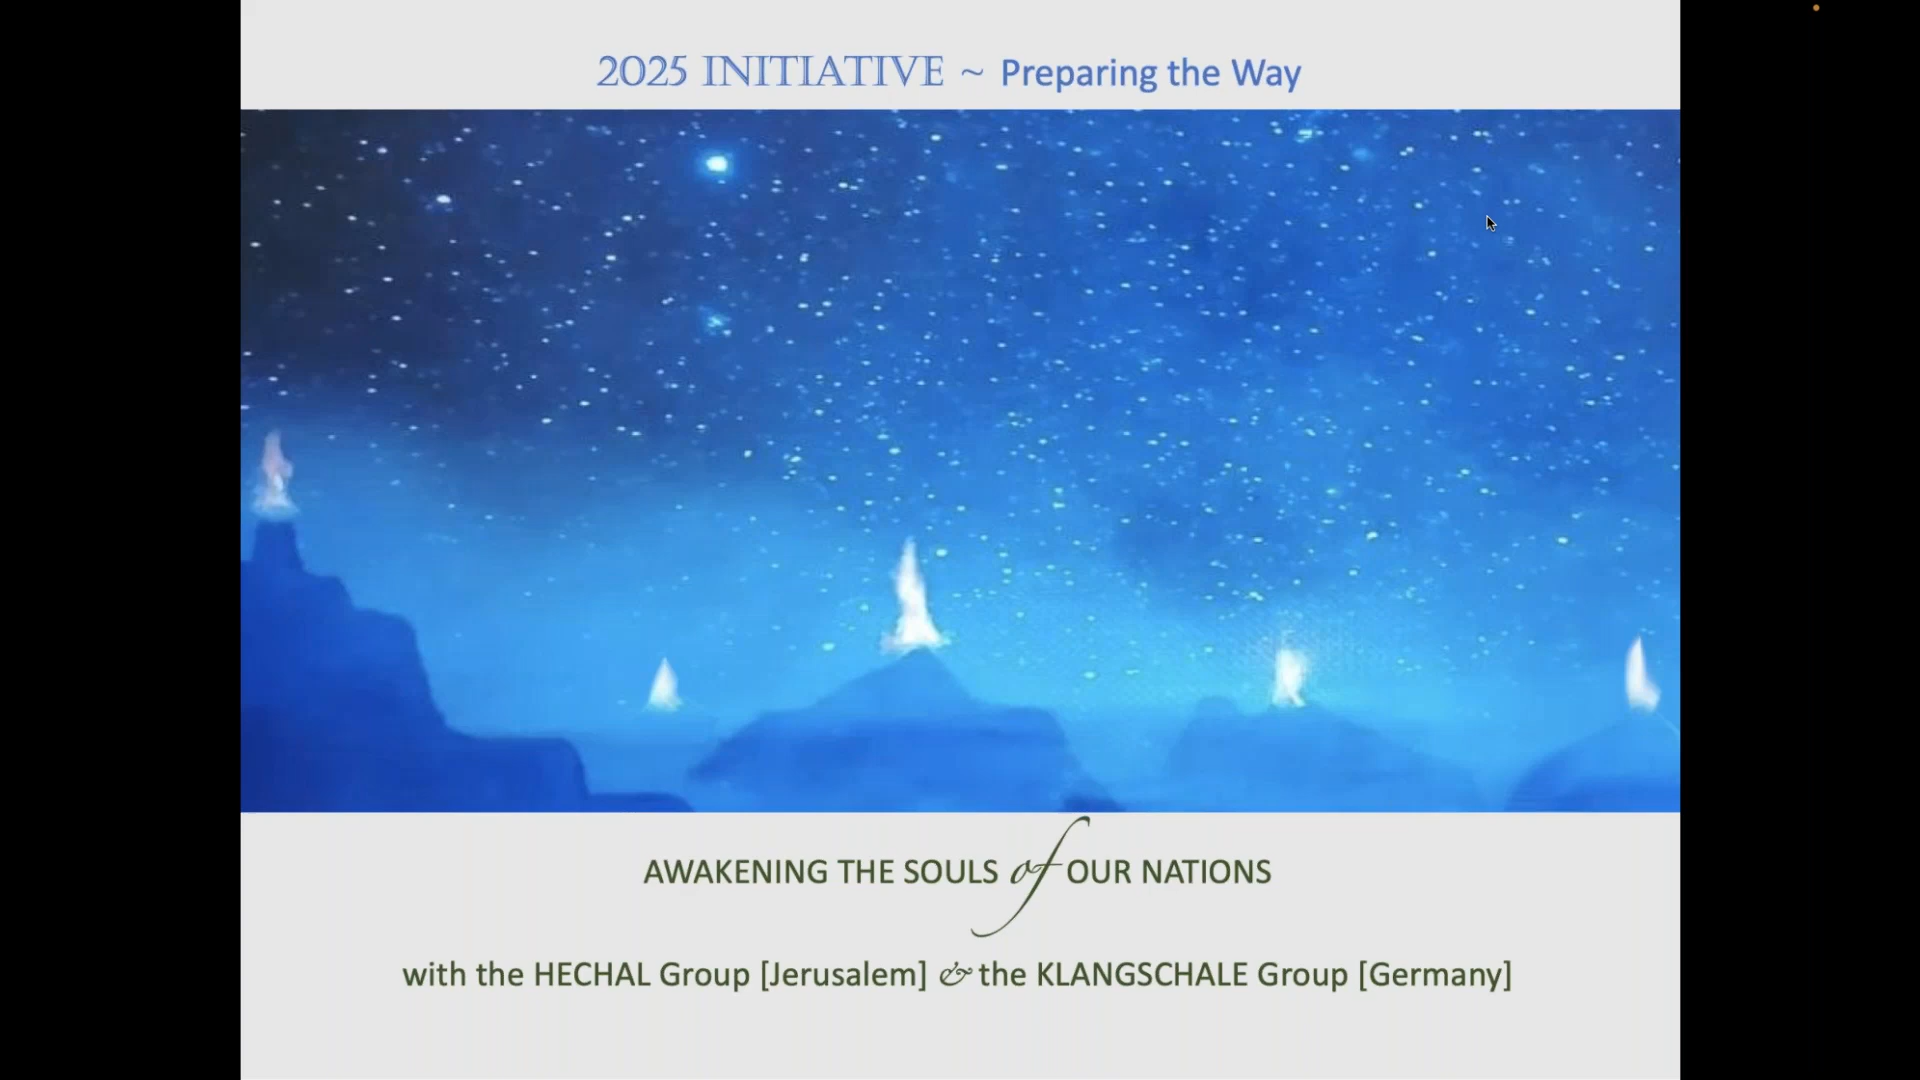 2025 INITIATIVE ~ Preparing the Way
AWAKENING THE SOULS of OUR NATIONS
with the HECHAL Group [Jerusalem] & the KLANGSCHALE Group [Germany]